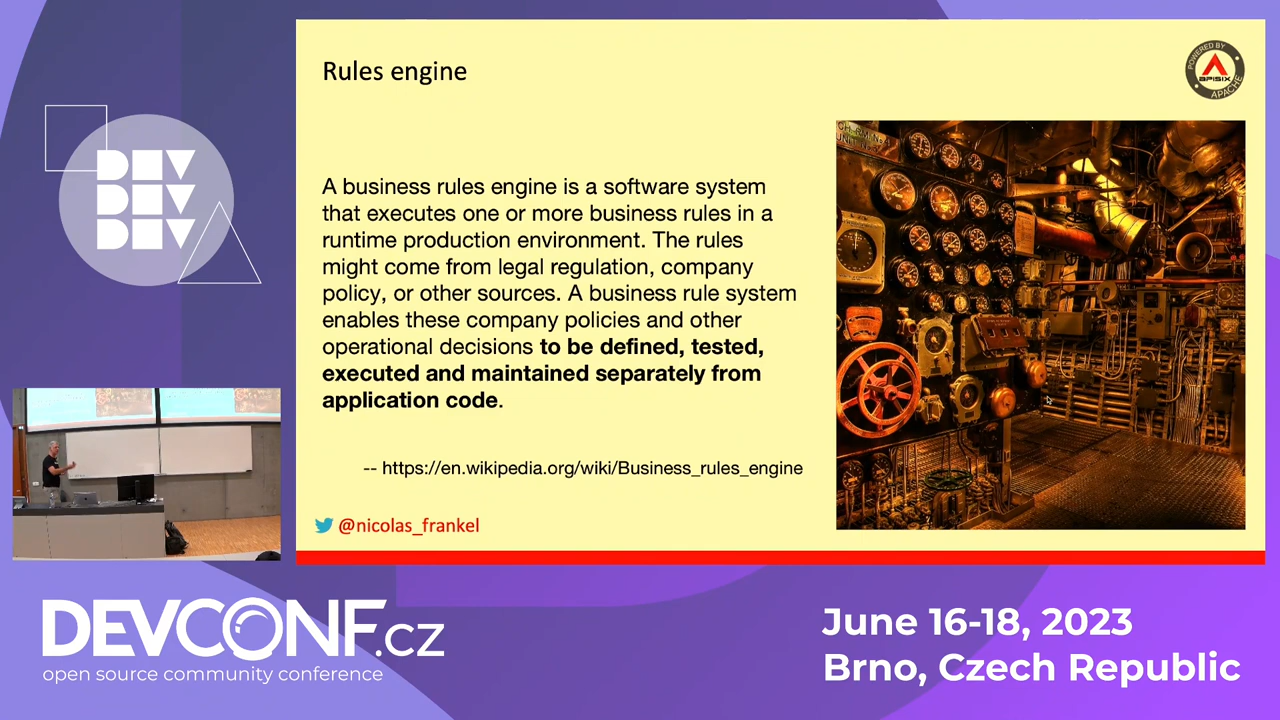 Rules engine
POWERED BY
APISIX
APACHE
A business rules engine is a software system
that executes one or more business rules in a
runtime production environment. The rules
might come from legal regulation, company
policy, or other sources. A business rule system
enables these company policies and other
operational decisions to be defined, tested,
executed and maintained separately from
application code.
-- https://en.wikipedia.org/wiki/Business_rules_engine
@nicolas_frankel
DEV
DEV
DEV
DEVCONF.CZ
open source community conference
June 16-18, 2023
Brno, Czech Republic